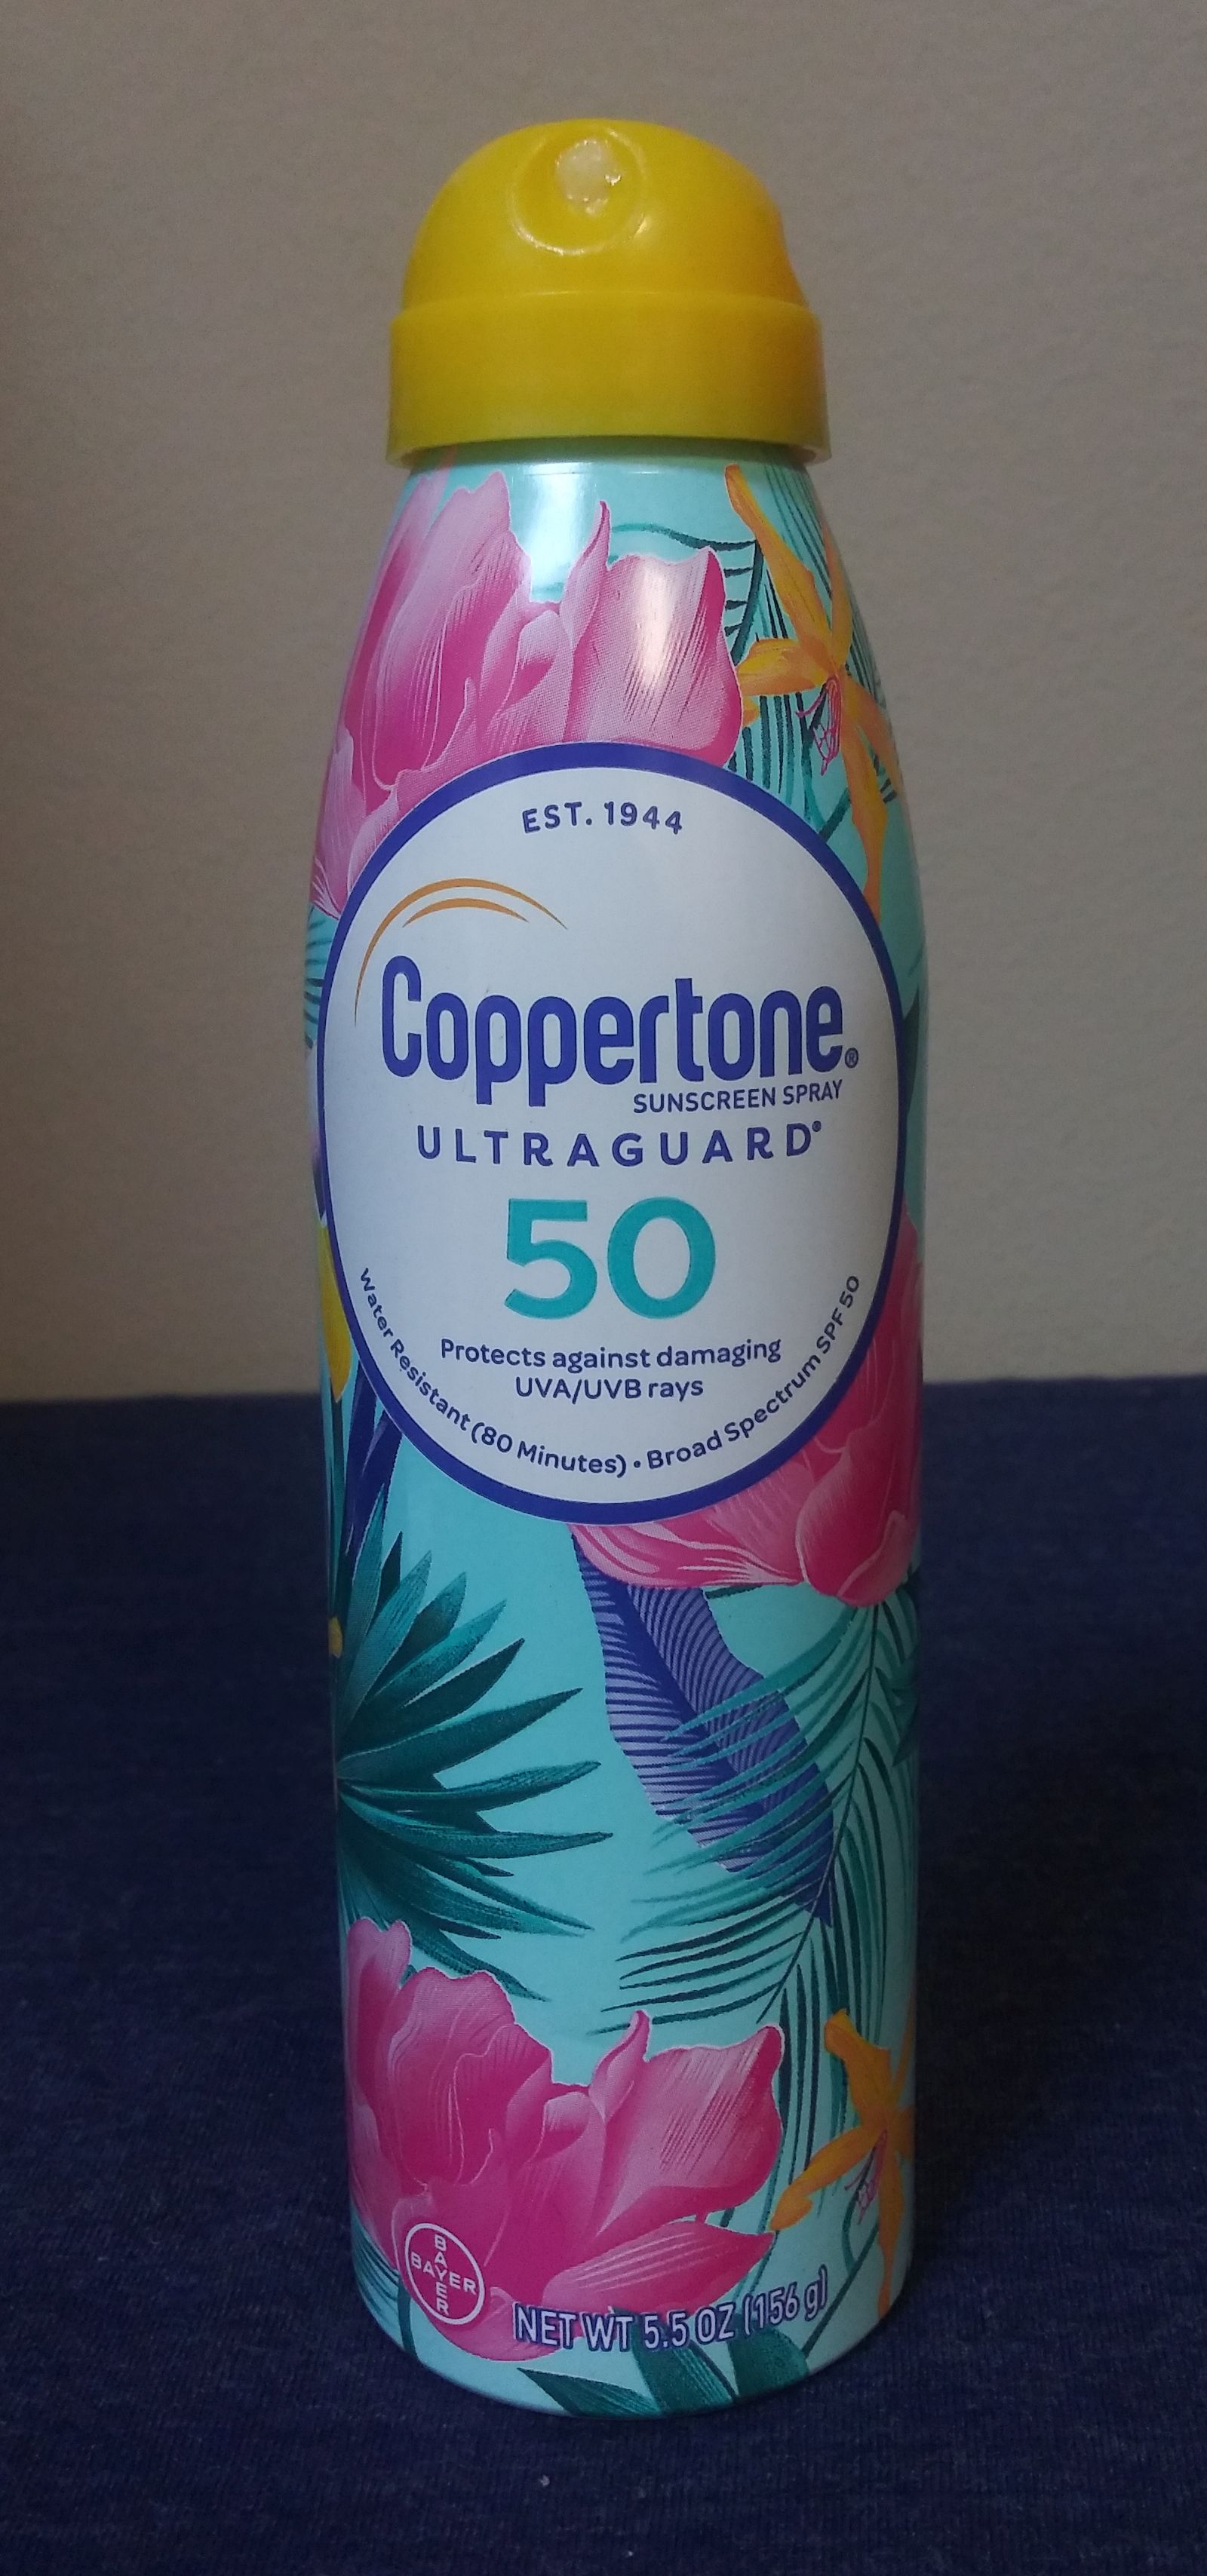 EST. 1944
Coppertone®
SUNSCREEN SPRAY
ULTRAGUARD®
50
Protects against damaging
UVA/UVB rays
Water Resistant (80 Minutes) • Broad Spectrum SPF 50
BAYER
BAYER
NET WT 5.5 OZ (156 g)